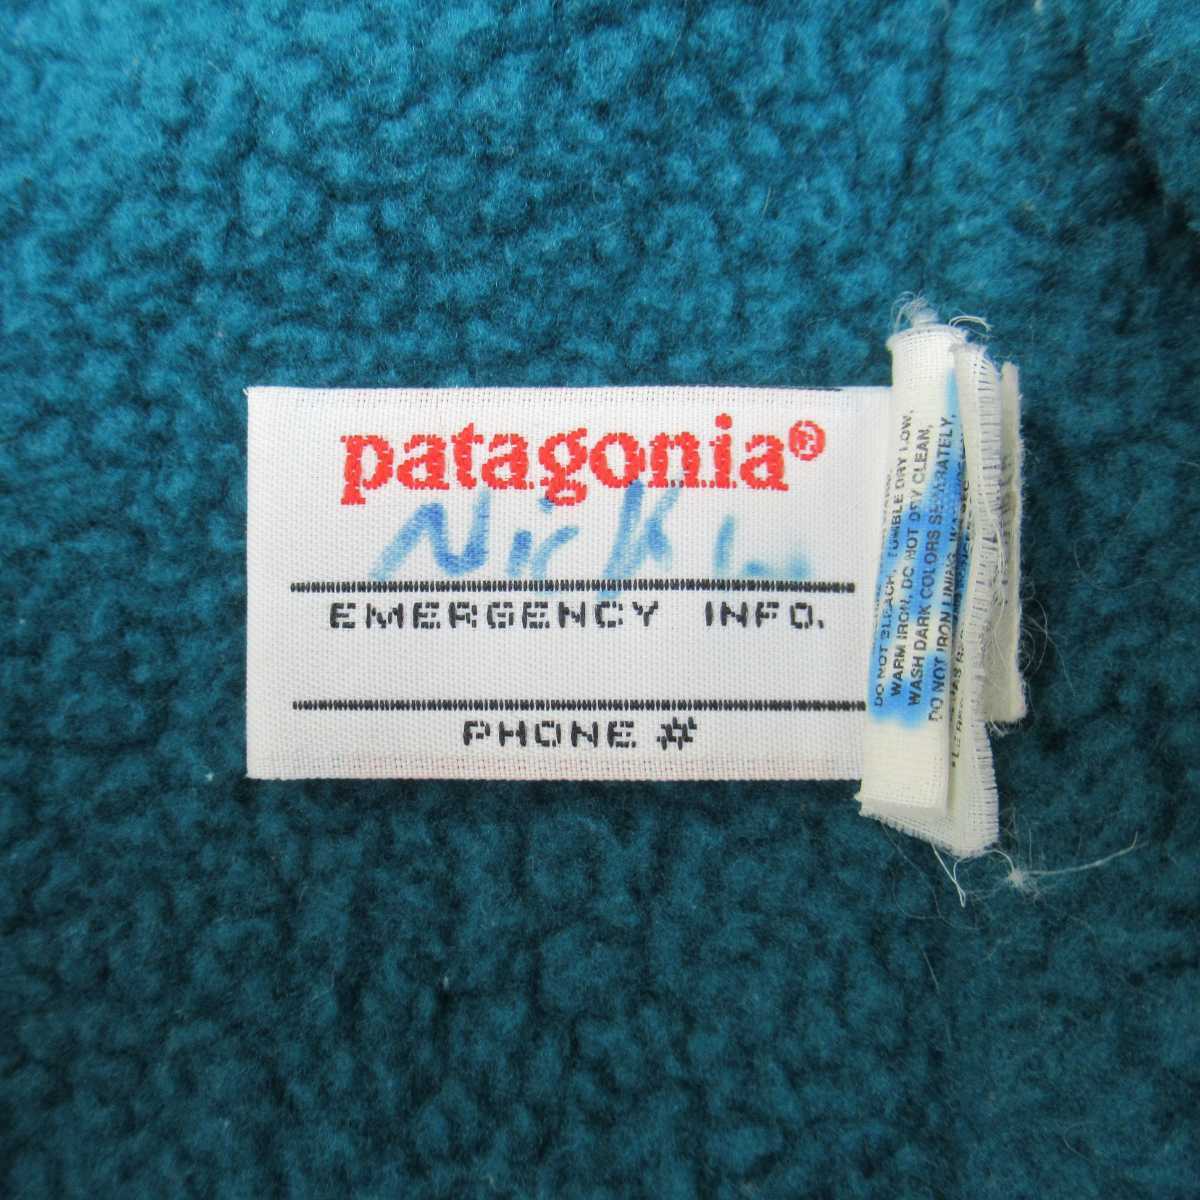 patagonia®
Nick
EMERGENCY INFO.
PHONE #
DO NOT BLEACH, TUMBLE DRY LOW,
WARM IRON, DO NOT DRY CLEAN,
WASH DARK COLORS SEPARATELY,
DO NOT IRON LINING,